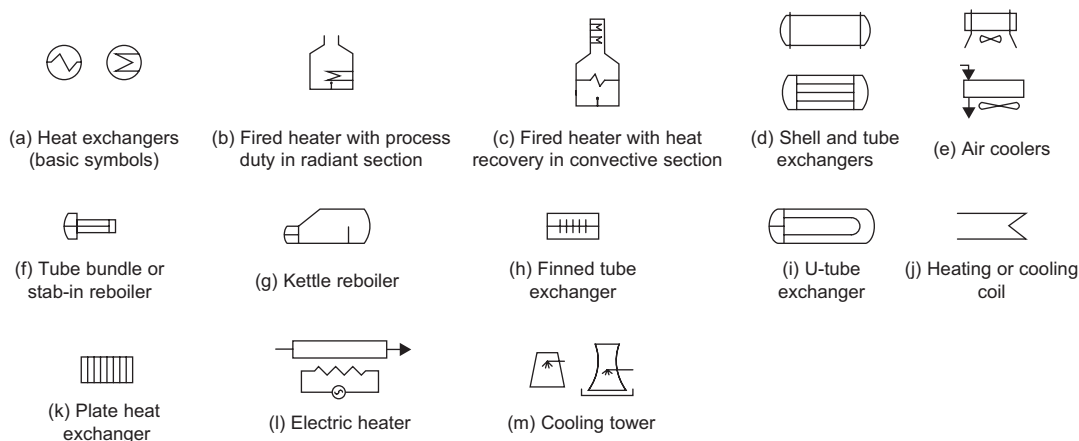 (a) Heat exchangers
(basic symbols)
(b) Fired heater with process
duty in radiant section
(c) Fired heater with heat
recovery in convective section
(d) Shell and tube
exchangers
(e) Air coolers
(f) Tube bundle or
stab-in reboiler
(g) Kettle reboiler
(h) Finned tube
exchanger
(i) U-tube
exchanger
(j) Heating or cooling
coil
(k) Plate heat
exchanger
(l) Electric heater
(m) Cooling tower